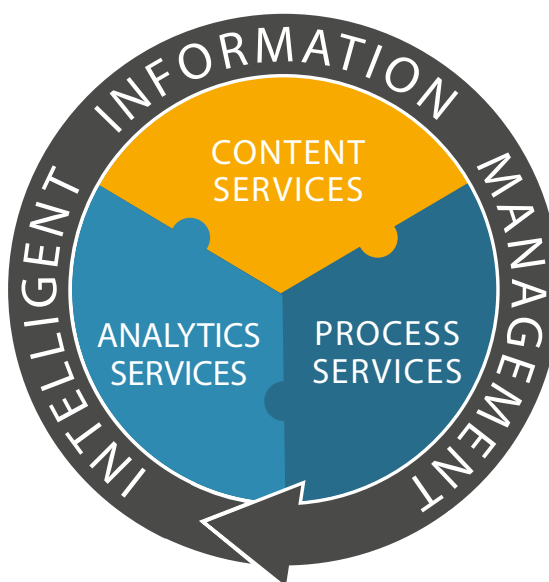 INTELLIGENT INFORMATION MANAGEMENT
CONTENT
SERVICES
ANALYTICS
SERVICES
PROCESS
SERVICES